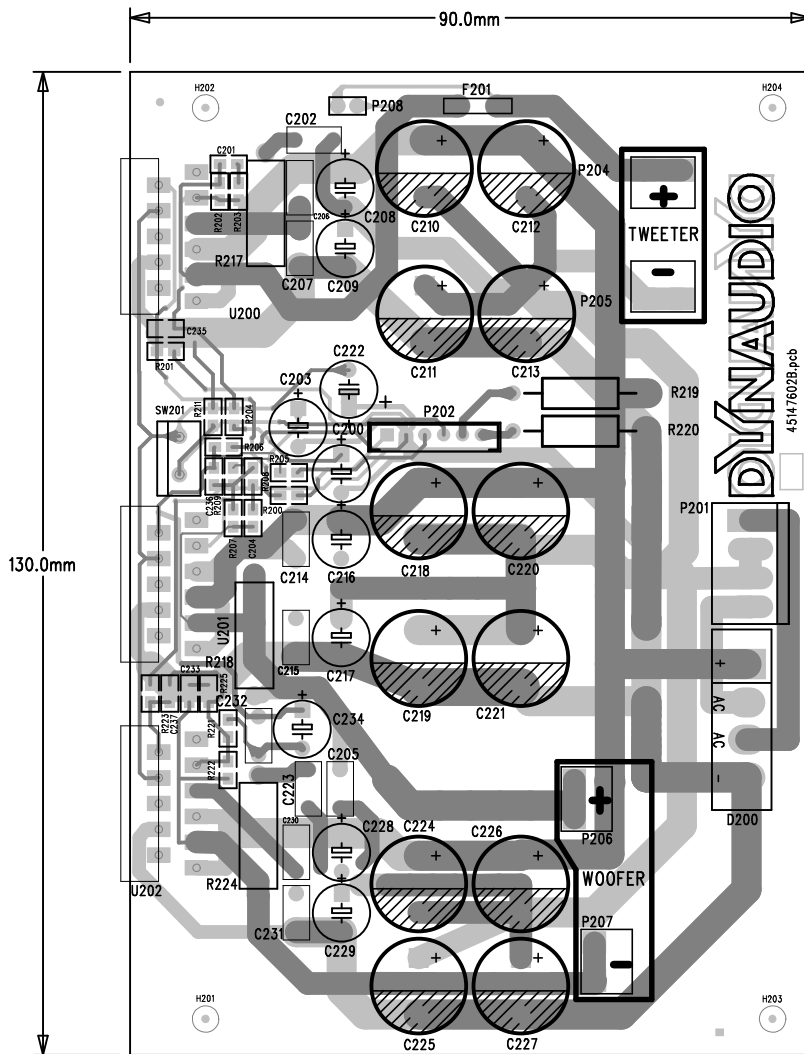 90.0mm
H202
H204
F201
P208
C202
C201
P204
R202
R203
C206
C208
C210
C212
TWEETER
+
-
R217
C207
C209
P205
U200
DYNAUDIO
45147602B.pcb
C235
R201
C211
C213
C222
C203
R219
SW201
R211
R204
P202
C200
R220
R206
R205
R208
C236
R209
R200
P201
R207
C204
C214
C216
C218
C220
130.0mm
U201
R218
C215
C217
C219
C221
+
AC
AC
-
C233
R225
R223
C237
C232
R221
C234
C205
R222
C223
D200
C230
C228
C224
C226
P206
+
WOOFER
R224
U202
C231
C229
P207
-
H201
C225
C227
H203